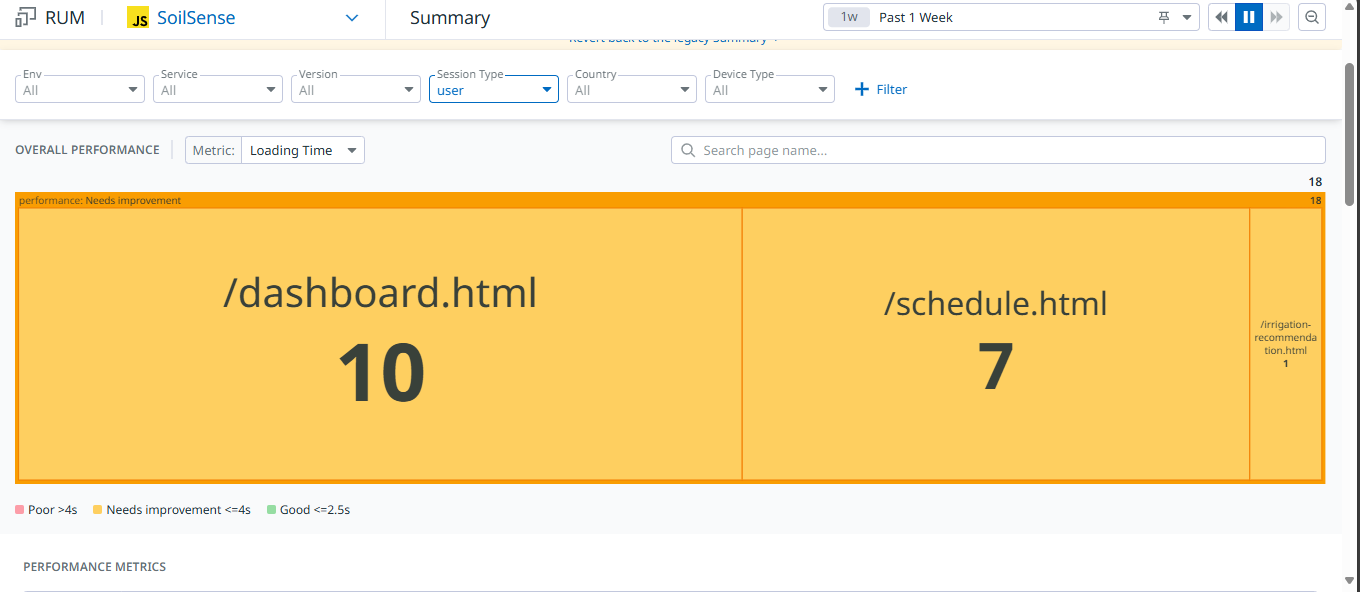 RUM
JS
SoilSense
Summary
1w Past 1 Week
Revert back to the legacy Summary
Env
All
Service
All
Version
All
Session Type
user
Country
All
Device Type
All
+ Filter
OVERALL PERFORMANCE
Metric: Loading Time
Search page name...
18
performance: Needs improvement 18
/dashboard.html
10
/schedule.html
7
/irrigation-
recommenda
tion.html
1
Poor >4s
Needs improvement <=4s
Good <=2.5s
PERFORMANCE METRICS